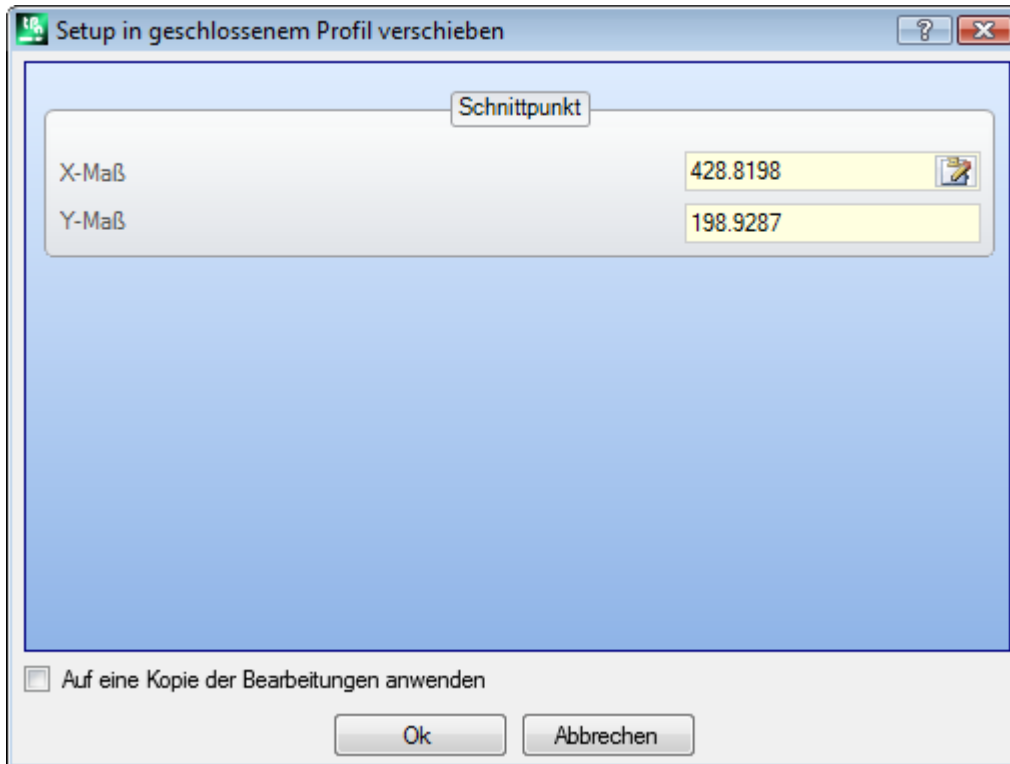 Setup in geschlossenem Profil verschieben
Schnittpunkt
X-Maß 428.8198
Y-Maß 198.9287
Auf eine Kopie der Bearbeitungen anwenden
Ok Abbrechen